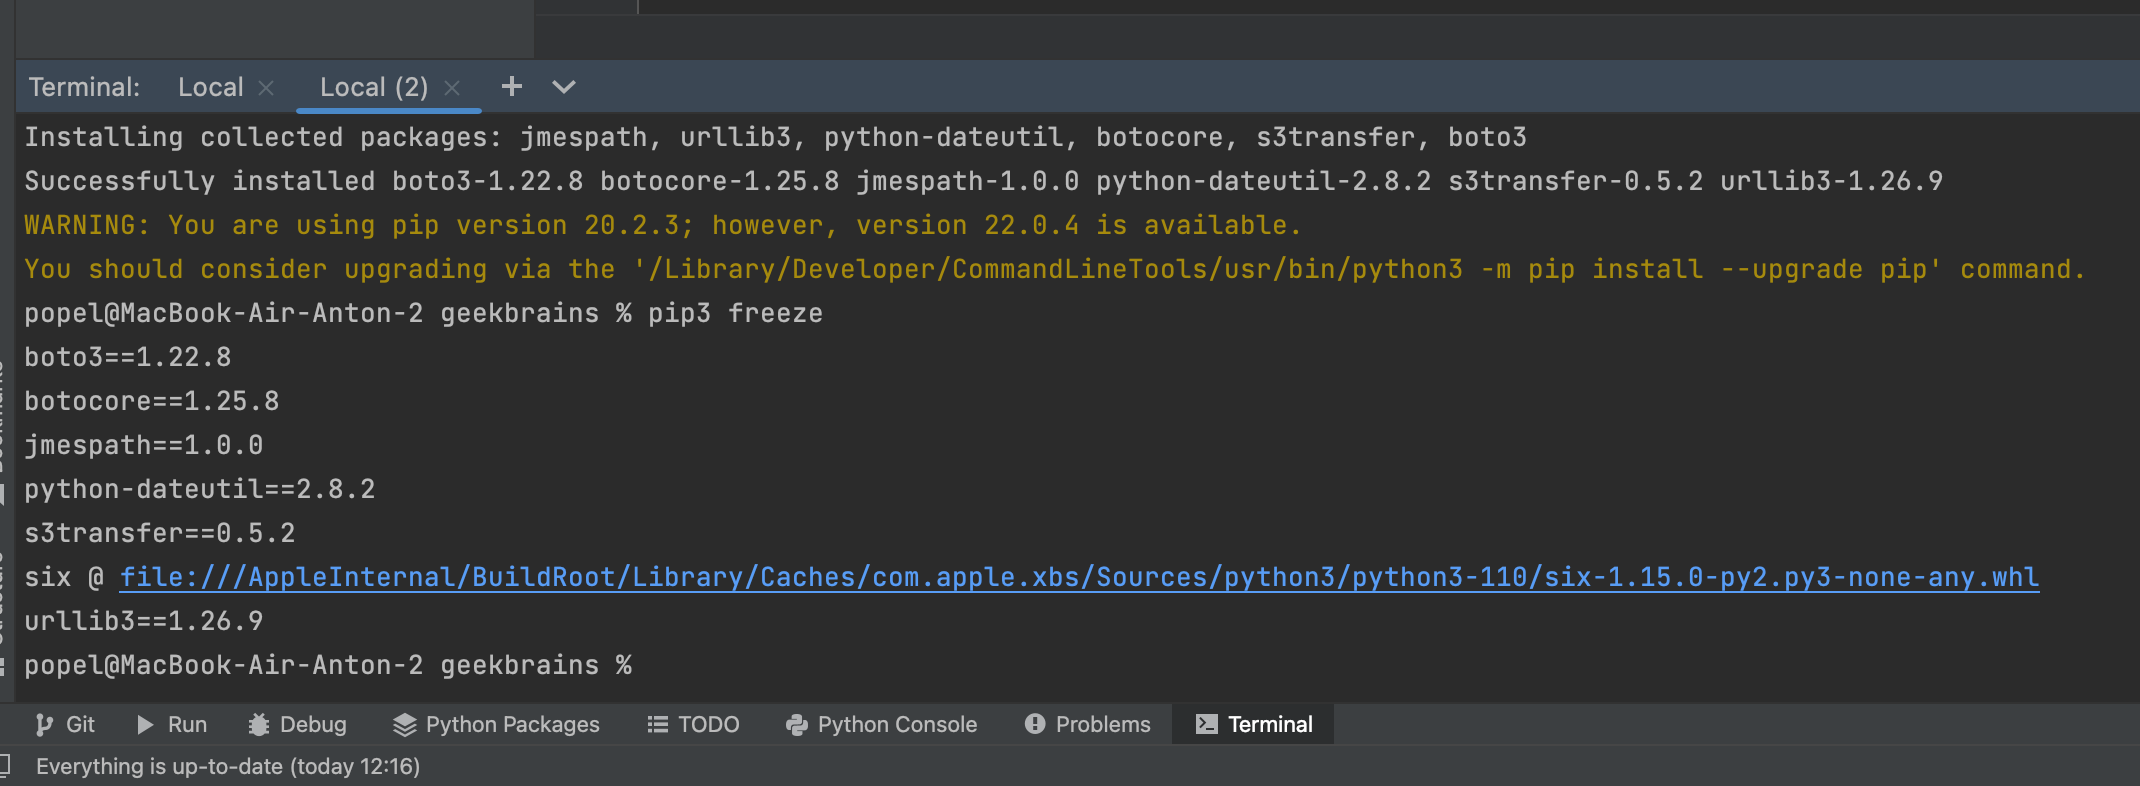 Terminal: Local Local (2)
Installing collected packages: jmespath, urllib3, python-dateutil, botocore, s3transfer, boto3
Successfully installed boto3-1.22.8 botocore-1.25.8 jmespath-1.0.0 python-dateutil-2.8.2 s3transfer-0.5.2 urllib3-1.26.9
WARNING: You are using pip version 20.2.3; however, version 22.0.4 is available.
You should consider upgrading via the '/Library/Developer/CommandLineTools/usr/bin/python3 -m pip install --upgrade pip' command.
popel@MacBook-Air-Anton-2 geekbrains % pip3 freeze
boto3==1.22.8
botocore==1.25.8
jmespath==1.0.0
python-dateutil==2.8.2
s3transfer==0.5.2
six @ file:///AppleInternal/BuildRoot/Library/Caches/com.apple.xbs/Sources/python3/python3-110/six-1.15.0-py2.py3-none-any.whl
urllib3==1.26.9
popel@MacBook-Air-Anton-2 geekbrains %
Git Run Debug Python Packages TODO Python Console Problems Terminal
Everything is up-to-date (today 12:16)